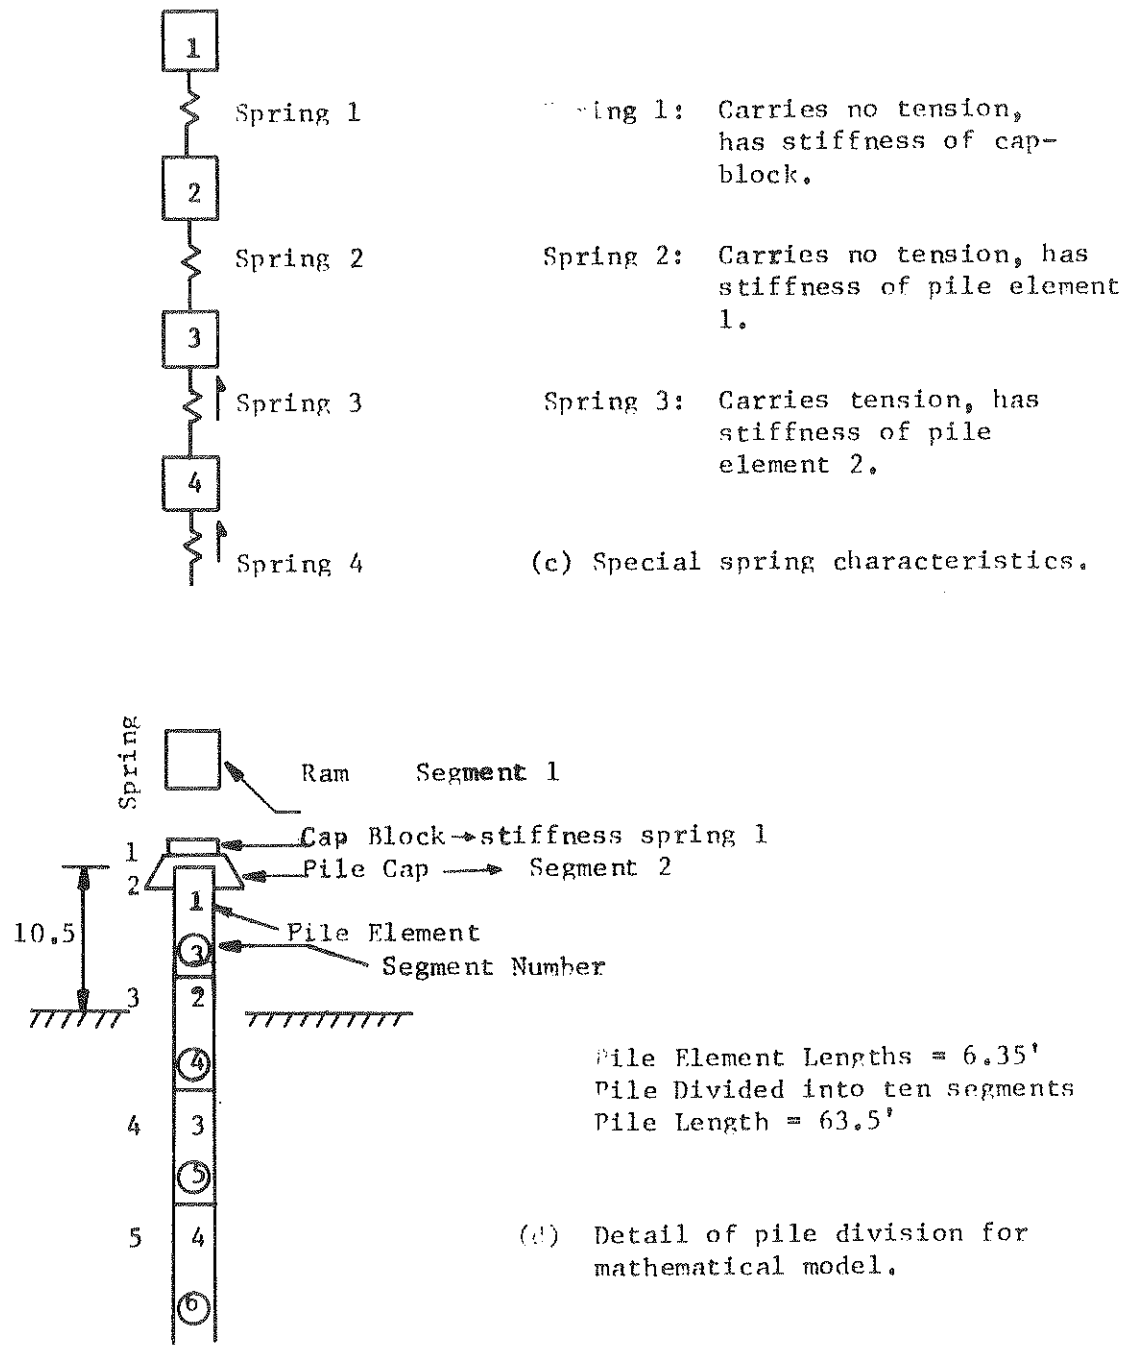 1
Spring 1
ing 1: Carries no tension,
has stiffness of cap-
block.
2
Spring 2
Spring 2: Carries no tension, has
stiffness of pile element
1.
3
Spring 3
Spring 3: Carries tension, has
stiffness of pile
element 2.
4
Spring 4
(c) Special spring characteristics.
Spring
Ram Segment 1
1
Cap Block→stiffness spring 1
2
Pile Cap → Segment 2
1
10.5
Pile Element
3
Segment Number
3
2
4
Pile Element Lengths = 6.35'
Pile Divided into ten segments
Pile Length = 63.5'
4
3
5
5
4
(d) Detail of pile division for
mathematical model.
6